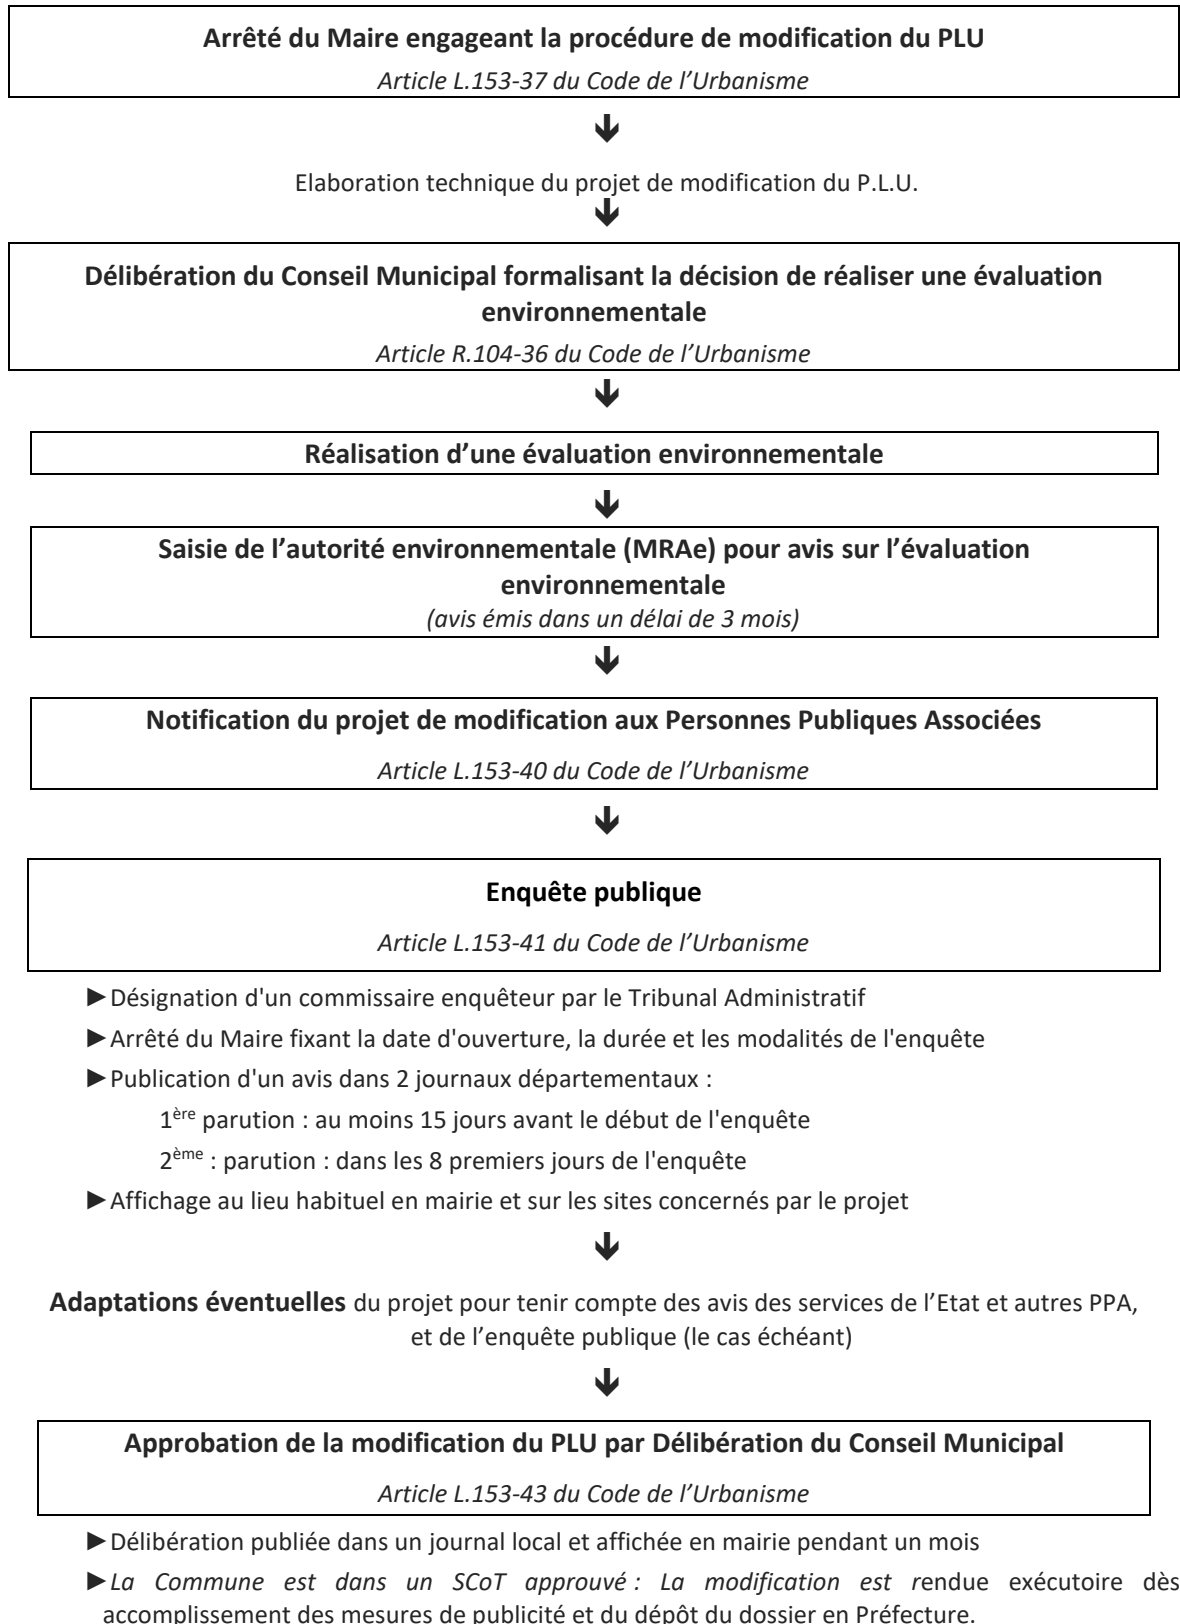 Arrêté du Maire engageant la procédure de modification du PLU
Article L.153-37 du Code de l’Urbanisme
Elaboration technique du projet de modification du P.L.U.
Délibération du Conseil Municipal formalisant la décision de réaliser une évaluation
environnementale
Article R.104-36 du Code de l’Urbanisme
Réalisation d’une évaluation environnementale
Saisie de l’autorité environnementale (MRAe) pour avis sur l’évaluation
environnementale
(avis émis dans un délai de 3 mois)
Notification du projet de modification aux Personnes Publiques Associées
Article L.153-40 du Code de l’Urbanisme
Enquête publique
Article L.153-41 du Code de l’Urbanisme
►Désignation d'un commissaire enquêteur par le Tribunal Administratif
►Arrêté du Maire fixant la date d'ouverture, la durée et les modalités de l'enquête
►Publication d'un avis dans 2 journaux départementaux :
1ère parution : au moins 15 jours avant le début de l'enquête
2ème : parution : dans les 8 premiers jours de l'enquête
►Affichage au lieu habituel en mairie et sur les sites concernés par le projet
Adaptations éventuelles du projet pour tenir compte des avis des services de l’Etat et autres PPA,
et de l’enquête publique (le cas échéant)
Approbation de la modification du PLU par Délibération du Conseil Municipal
Article L.153-43 du Code de l’Urbanisme
►Délibération publiée dans un journal local et affichée en mairie pendant un mois
►La Commune est dans un SCoT approuvé : La modification est rendue exécutoire dès
accomplissement des mesures de publicité et du dépôt du dossier en Préfecture.